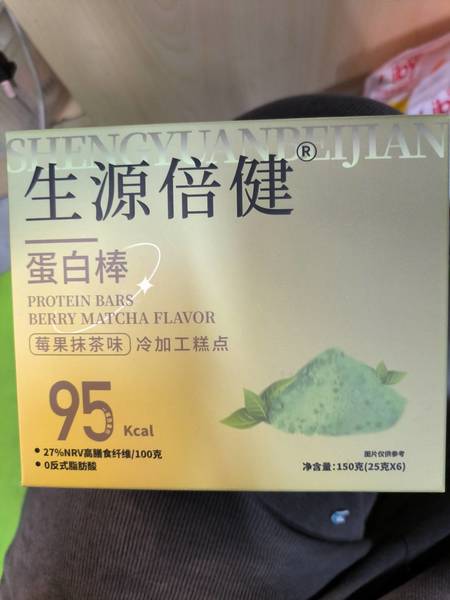 SHENGYUANBEIJIAN
生源倍健®
蛋白棒
PROTEIN BARS
BERRY MATCHA FLAVOR
莓果抹茶味 冷加工糕点
95 Kcal
• 27%NRV高膳食纤维/100克
• 0反式脂肪酸
图片仅供参考
净含量:150克(25克X6)